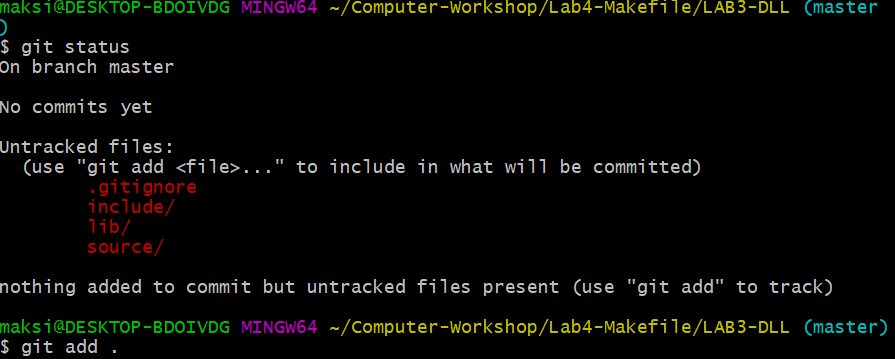 maksi@DESKTOP-BDOIVDG MINGW64 ~/Computer-Workshop/Lab4-Makefile/LAB3-DLL (master
)
$ git status
On branch master
No commits yet
Untracked files:
(use "git add <file>..." to include in what will be committed)
.gitignore
include/
lib/
source/
nothing added to commit but untracked files present (use "git add" to track)
maksi@DESKTOP-BDOIVDG MINGW64 ~/Computer-Workshop/Lab4-Makefile/LAB3-DLL (master)
$ git add .